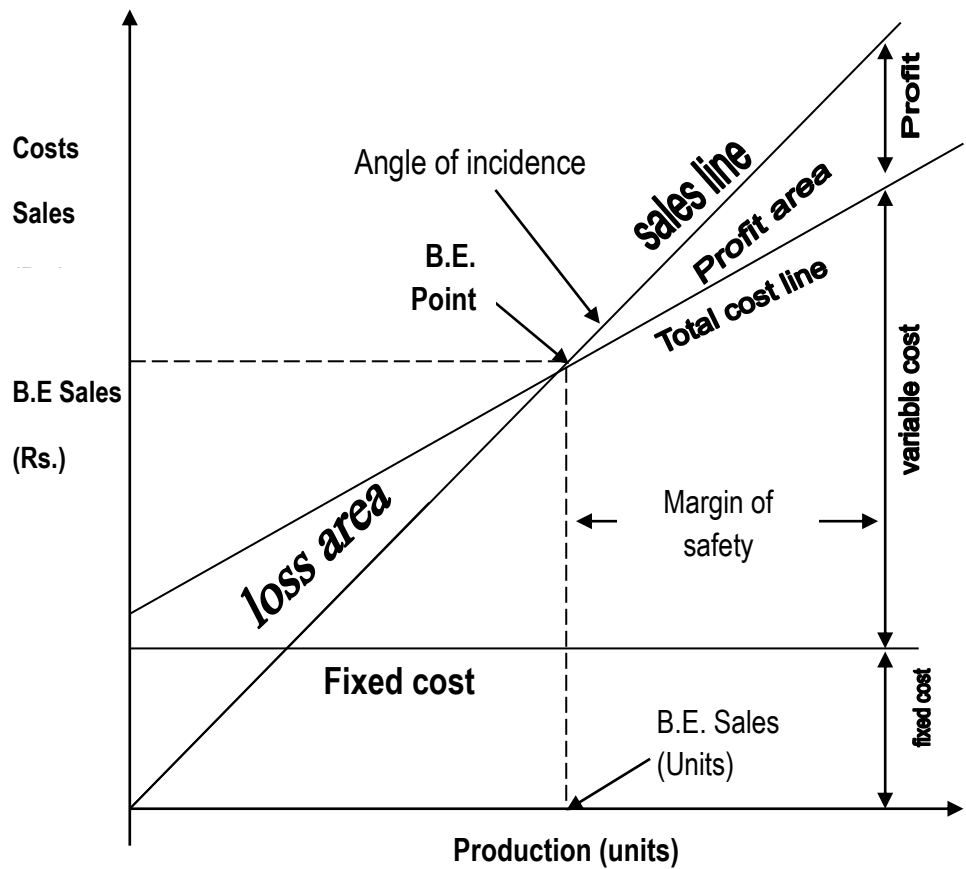 Costs
Sales
Angle of incidence
sales line
Profit
Profit area
B.E.
Point
Total cost line
B.E Sales
(Rs.)
variable cost
loss area
Margin of
safety
Fixed cost
fixed cost
B.E. Sales
(Units)
Production (units)